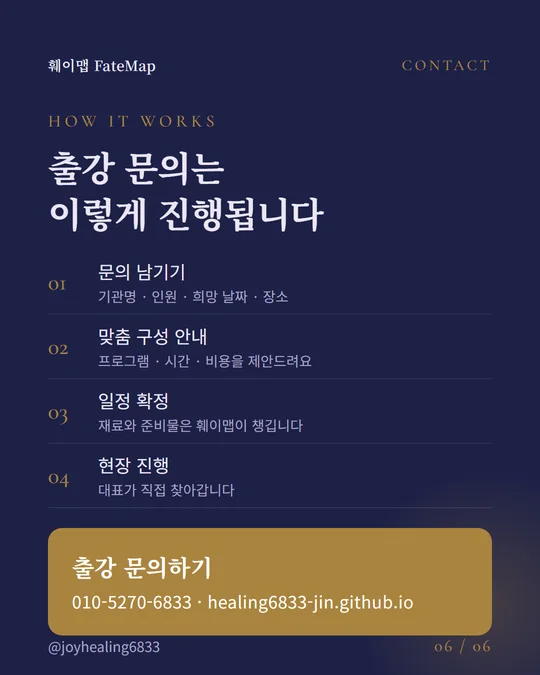 훼이맵 FateMap
CONTACT
HOW IT WORKS
출강 문의는
이렇게 진행됩니다
01
문의 남기기
기관명 · 인원 · 희망 날짜 · 장소
02
맞춤 구성 안내
프로그램 · 시간 · 비용을 제안드려요
03
일정 확정
재료와 준비물은 훼이맵이 챙깁니다
04
현장 진행
대표가 직접 찾아갑니다
출강 문의하기
010-5270-6833 · healing6833-jin.github.io
@joyhealing6833
06 / 06